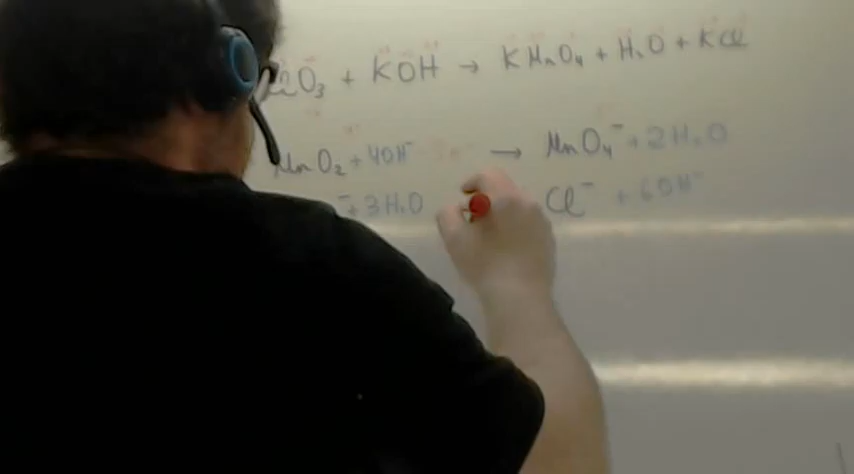 O₃ + KOH → KMnO₄ + H₂O + KCl
MnO₂ + 4OH⁻ → MnO₄⁻ + 2H₂O
⁻ + 3H₂O Cl⁻ + 6OH⁻